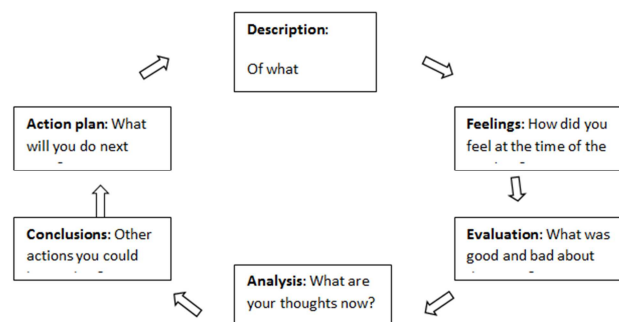 Description:
Of what
Feelings: How did you
feel at the time of the
Evaluation: What was
good and bad about
Analysis: What are
your thoughts now?
Conclusions: Other
actions you could
Action plan: What
will you do next